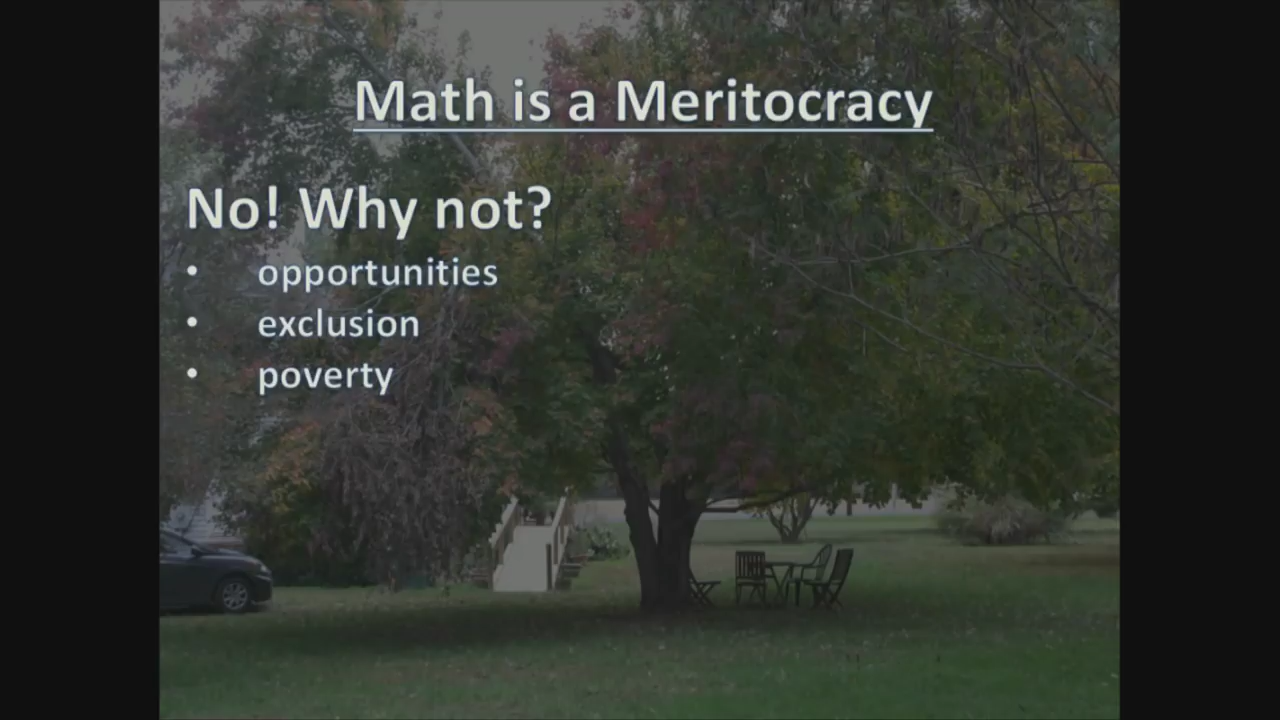 Math is a Meritocracy
No! Why not?
• opportunities
• exclusion
• poverty